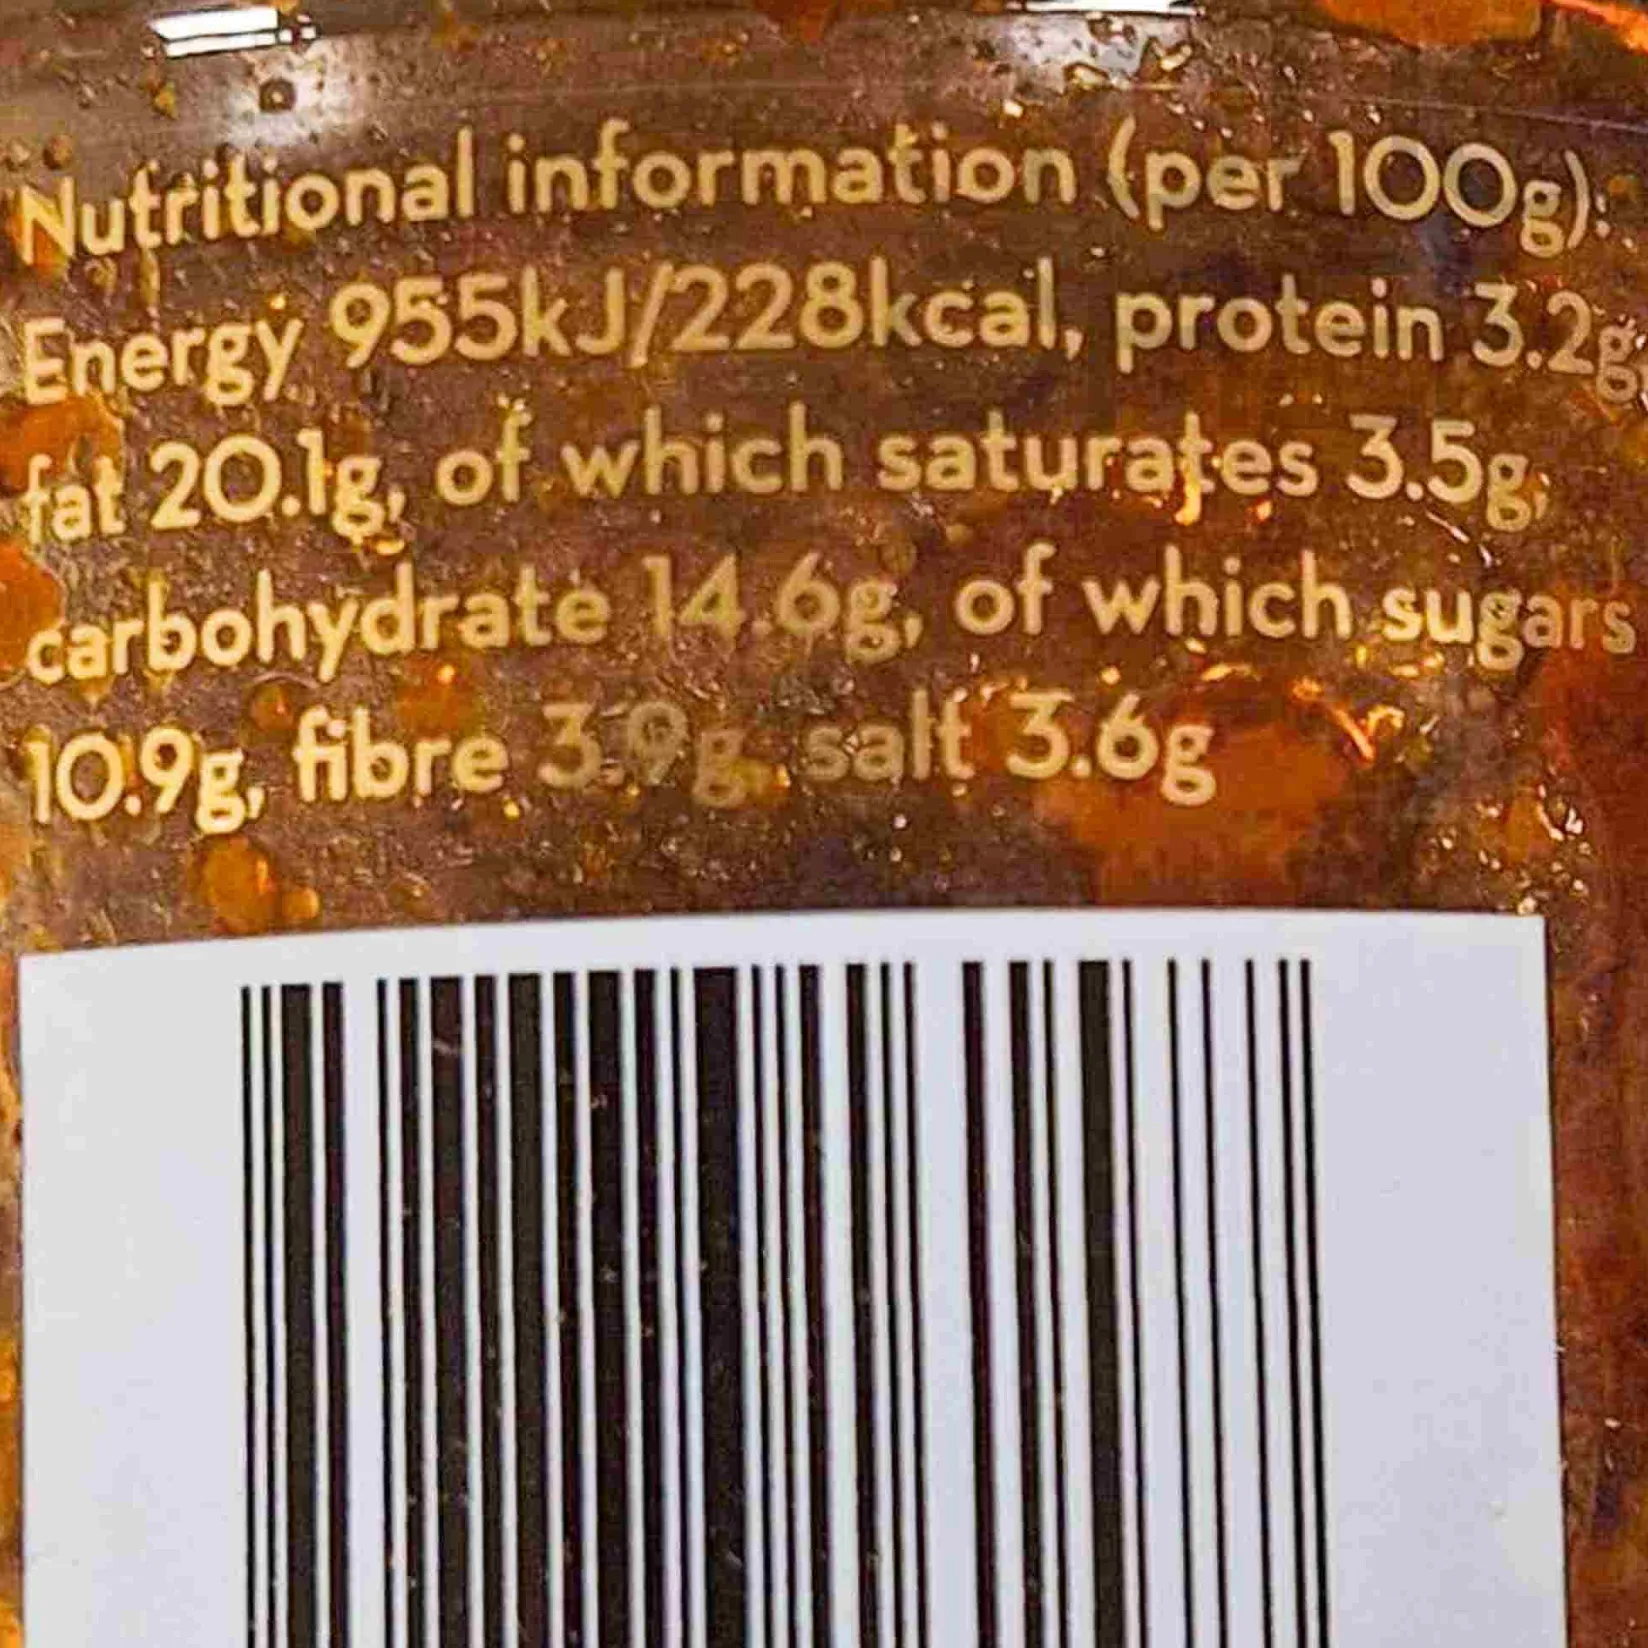 Nutritional information (per 100g):
Energy 955kJ/228kcal, protein 3.2g,
fat 20.1g, of which saturates 3.5g,
carbohydrate 14.6g, of which sugars
10.9g, fibre 3.9g, salt 3.6g